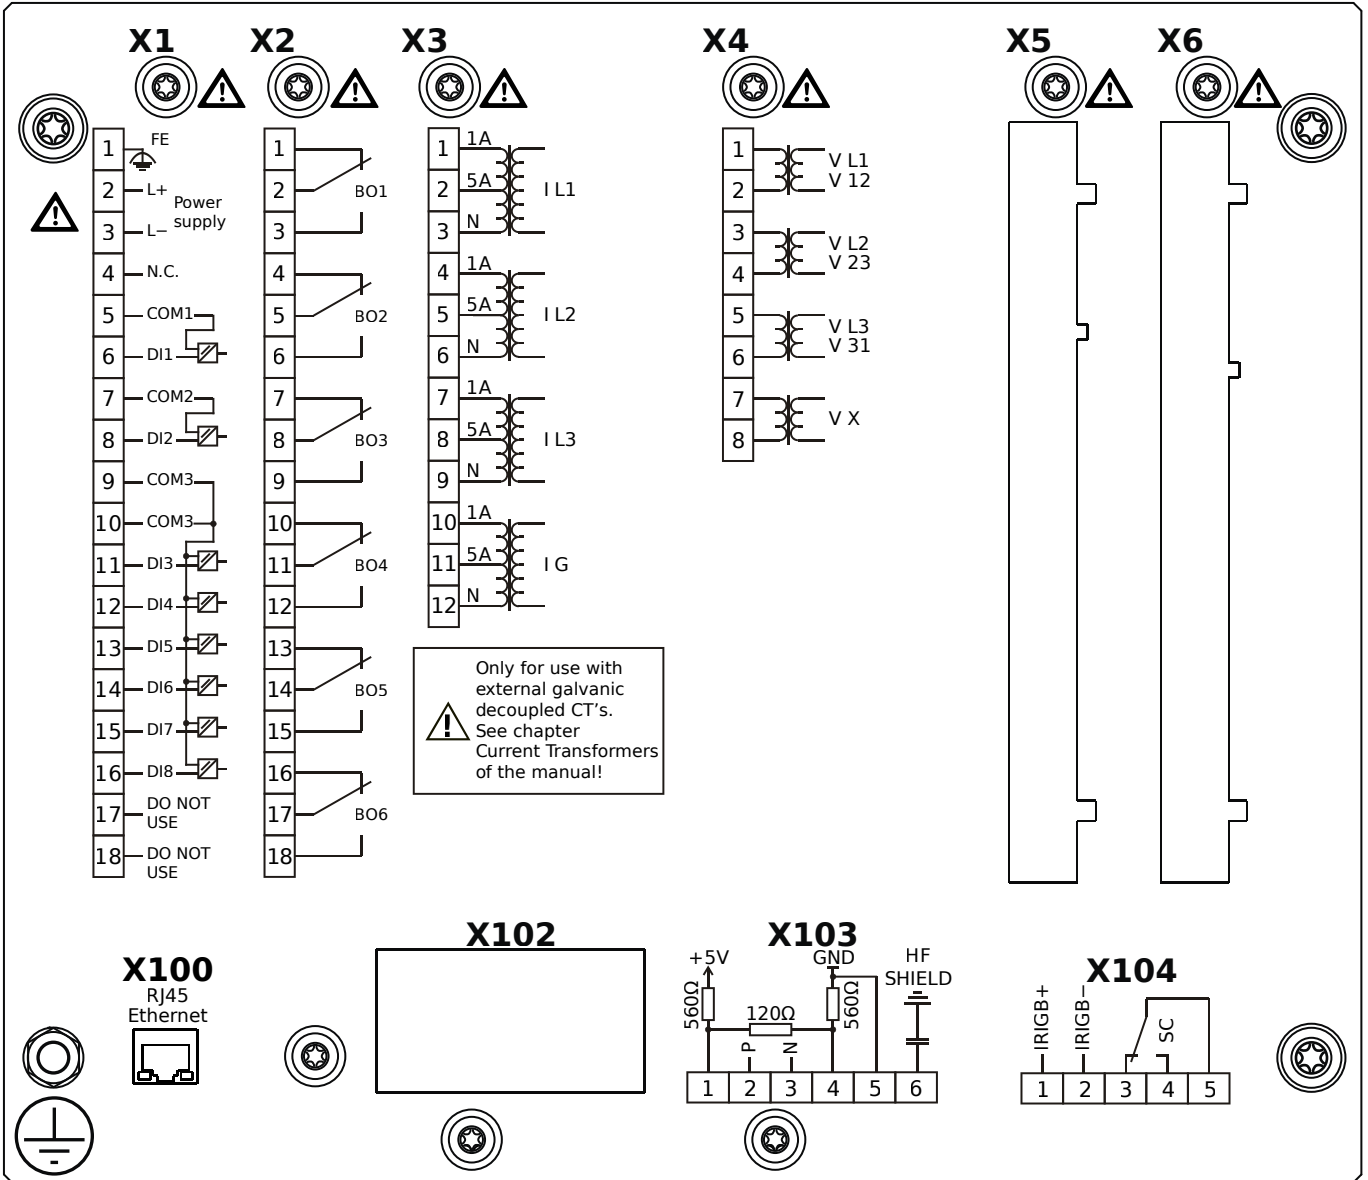 X1
X2
X3
X4
X5
X6
1
FE
2
L+
Power
supply
3
L−
4
N.C.
5
COM1
6
DI1
7
COM2
8
DI2
9
COM3
10
COM3
11
DI3
12
DI4
13
DI5
14
DI6
15
DI7
16
DI8
17
DO NOT
USE
18
DO NOT
USE
1
2
BO1
3
4
5
BO2
6
7
8
BO3
9
10
11
BO4
12
13
14
BO5
15
16
17
BO6
18
1
1A
2
5A
I L1
3
N
4
1A
5
5A
I L2
6
N
7
1A
8
5A
I L3
9
N
10
1A
11
5A
I G
12
N
Only for use with
external galvanic
decoupled CT's.
See chapter
Current Transformers
of the manual!
1
V L1
2
V 12
3
V L2
4
V 23
5
V L3
6
V 31
7
V X
8
X100
RJ45
Ethernet
X102
X103
+5V
GND
HF
SHIELD
560Ω
120Ω
560Ω
P
N
1
2
3
4
5
6
X104
IRIGB+
IRIGB−
SC
1
2
3
4
5